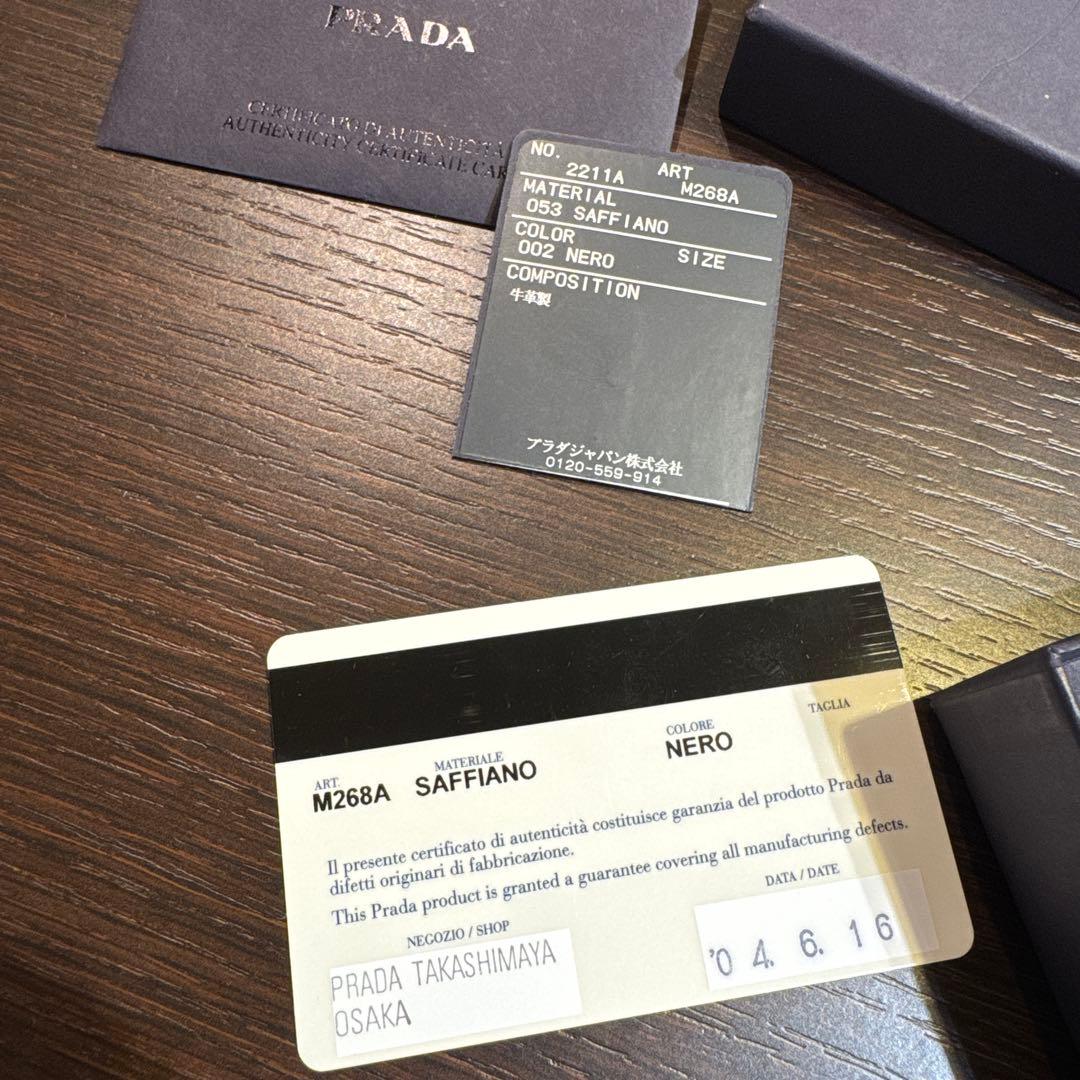 PRADA
CERTIFICATO DI AUTENTICITÀ
AUTHENTICITY CERTIFICATE CAR
NO. ART
2211A M268A
MATERIAL
053 SAFFIANO
COLOR SIZE
002 NERO
COMPOSITION
牛革製
プラダジャパン株式会社
0120-559-914
TAGLIA
ART. MATERIALE COLORE
M268A SAFFIANO NERO
Il presente certificato di autenticità costituisce garanzia del prodotto Prada da
difetti originari di fabbricazione.
This Prada product is granted a guarantee covering all manufacturing defects.
NEGOZIO / SHOP DATA / DATE
PRADA TAKASHIMAYA
OSAKA
'04. 6. 16